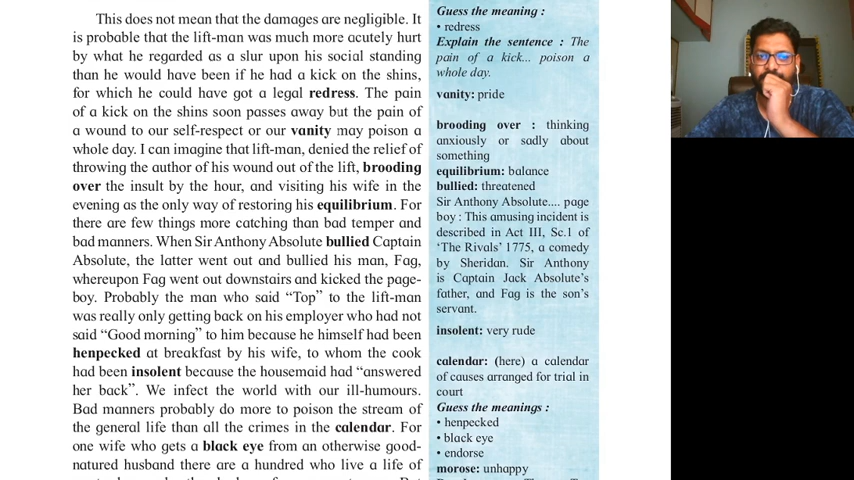 This does not mean that the damages are negligible. It
is probable that the lift-man was much more acutely hurt
by what he regarded as a slur upon his social standing
than he would have been if he had a kick on the shins,
for which he could have got a legal redress. The pain
of a kick on the shins soon passes away but the pain of
a wound to our self-respect or our vanity may poison a
whole day. I can imagine that lift-man, denied the relief of
throwing the author of his wound out of the lift, brooding
over the insult by the hour, and visiting his wife in the
evening as the only way of restoring his equilibrium. For
there are few things more catching than bad temper and
bad manners. When Sir Anthony Absolute bullied Captain
Absolute, the latter went out and bullied his man, Fag,
whereupon Fag went out downstairs and kicked the page-
boy. Probably the man who said “Top” to the lift-man
was really only getting back on his employer who had not
said “Good morning” to him because he himself had been
henpecked at breakfast by his wife, to whom the cook
had been insolent because the housemaid had “answered
her back”. We infect the world with our ill-humours.
Bad manners probably do more to poison the stream of
the general life than all the crimes in the calendar. For
one wife who gets a black eye from an otherwise good-
natured husband there are a hundred who live a life of
Guess the meaning :
• redress
Explain the sentence : The
pain of a kick... poison a
whole day.
vanity: pride
brooding over : thinking
anxiously or sadly about
something
equilibrium: balance
bullied: threatened
Sir Anthony Absolute.... page
boy : This amusing incident is
described in Act III, Sc.1 of
‘The Rivals’ 1775, a comedy
by Sheridan. Sir Anthony
is Captain Jack Absolute’s
father, and Fag is the son’s
servant.
insolent: very rude
calendar: (here) a calendar
of causes arranged for trial in
court
Guess the meanings :
• henpecked
• black eye
• endorse
morose: unhappy